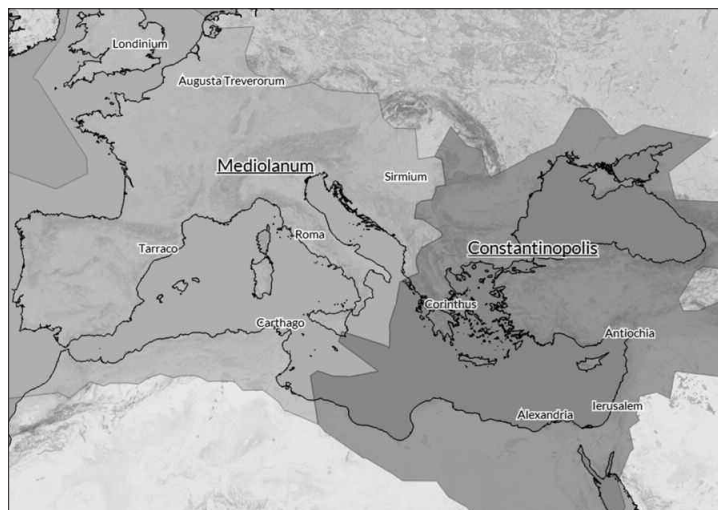 Londinium
Augusta Treverorum
Mediolanum
Sirmium
Tarraco
Roma
Constantinopolis
Corinthus
Carthago
Antiochia
Alexandria
Ierusalem